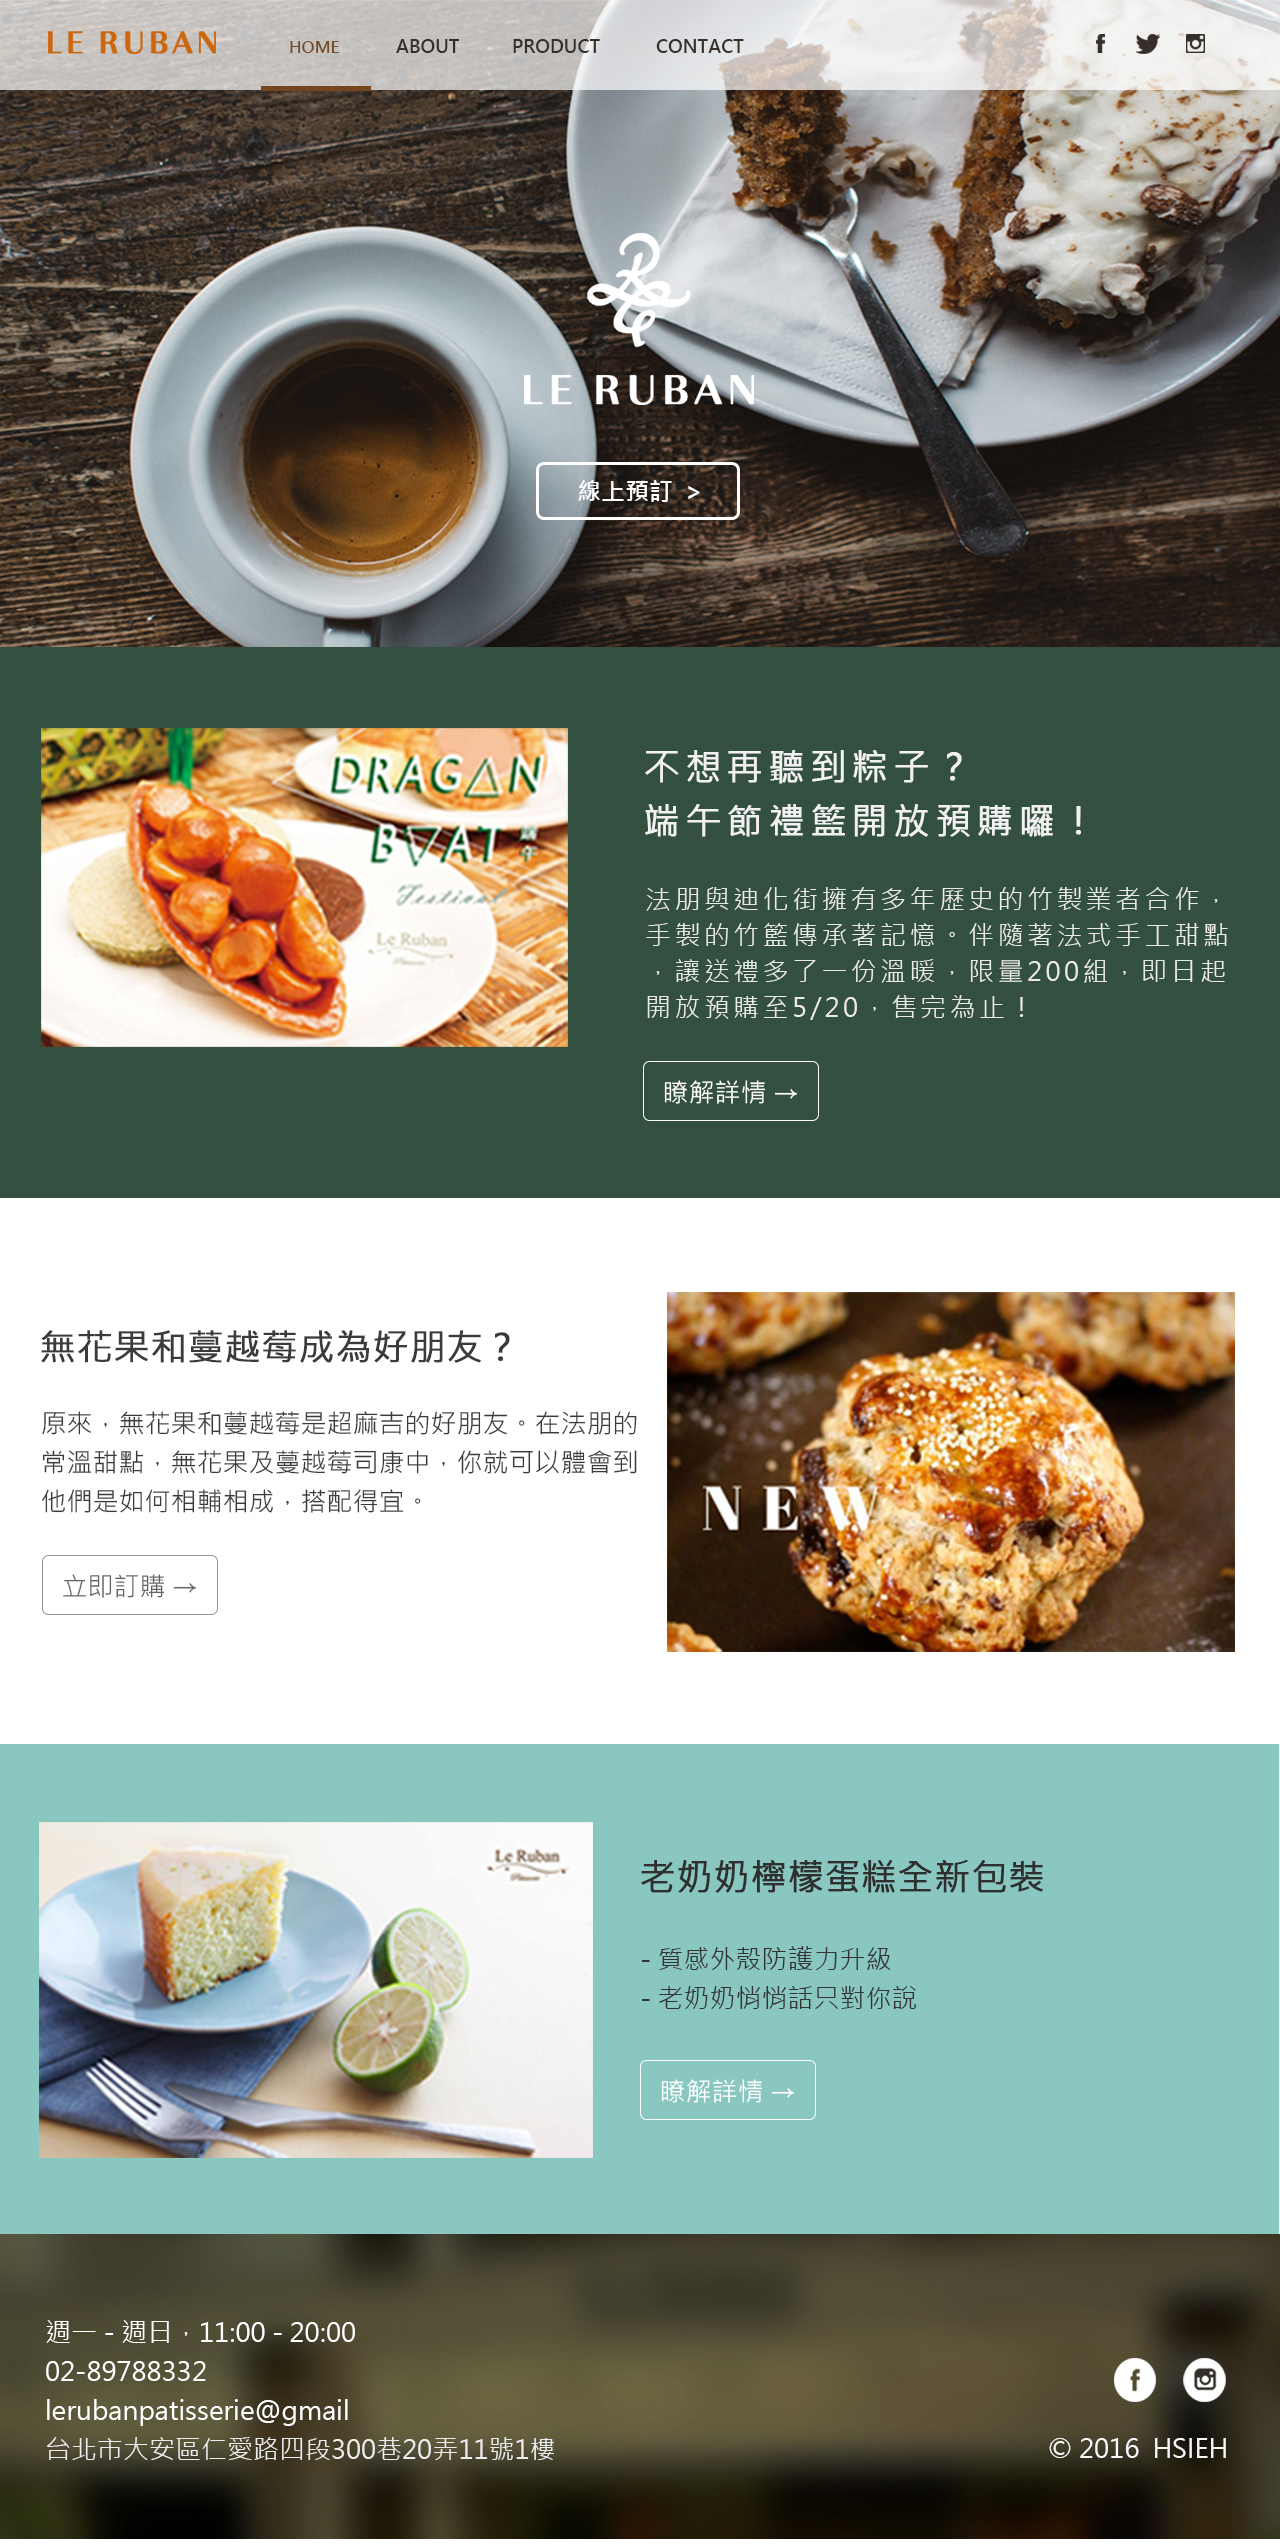 LE RUBAN
HOME
ABOUT
PRODUCT
CONTACT
LE RUBAN
線上預訂 >
DRAGON
BOAT
端午
Festival
Le Ruban
不想再聽到粽子？
端午節禮籃開放預購囉！
法朋與迪化街擁有多年歷史的竹製業者合作，
手製的竹籃傳承著記憶。伴隨著法式手工甜點
，讓送禮多了一份溫暖，限量200組，即日起
開放預購至5/20，售完為止！
瞭解詳情 →
無花果和蔓越莓成為好朋友？
原來，無花果和蔓越莓是超麻吉的好朋友。在法朋的
常溫甜點，無花果及蔓越莓司康中，你就可以體會到
他們是如何相輔相成，搭配得宜。
立即訂購 →
NEW
Le Ruban
老奶奶檸檬蛋糕全新包裝
- 質感外殼防護力升級
- 老奶奶悄悄話只對你說
瞭解詳情 →
週一 - 週日，11:00 - 20:00
02-89788332
lerubanpatisserie@gmail
台北市大安區仁愛路四段300巷20弄11號1樓
© 2016 HSIEH